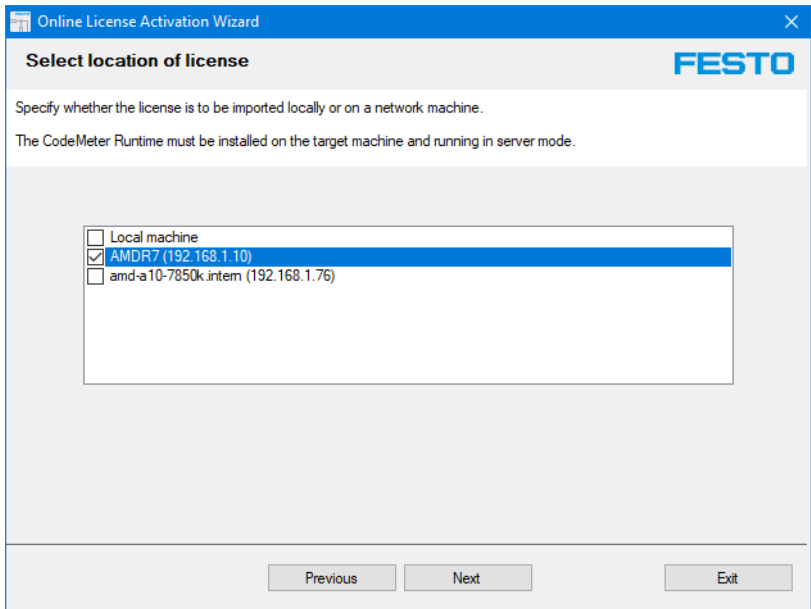 Online License Activation Wizard
Select location of license
FESTO
Specify whether the license is to be imported locally or on a network machine.
The CodeMeter Runtime must be installed on the target machine and running in server mode.
Local machine
AMDR7 (192.168.1.10)
amd-a10-7850k.intern (192.168.1.76)
Previous Next Exit